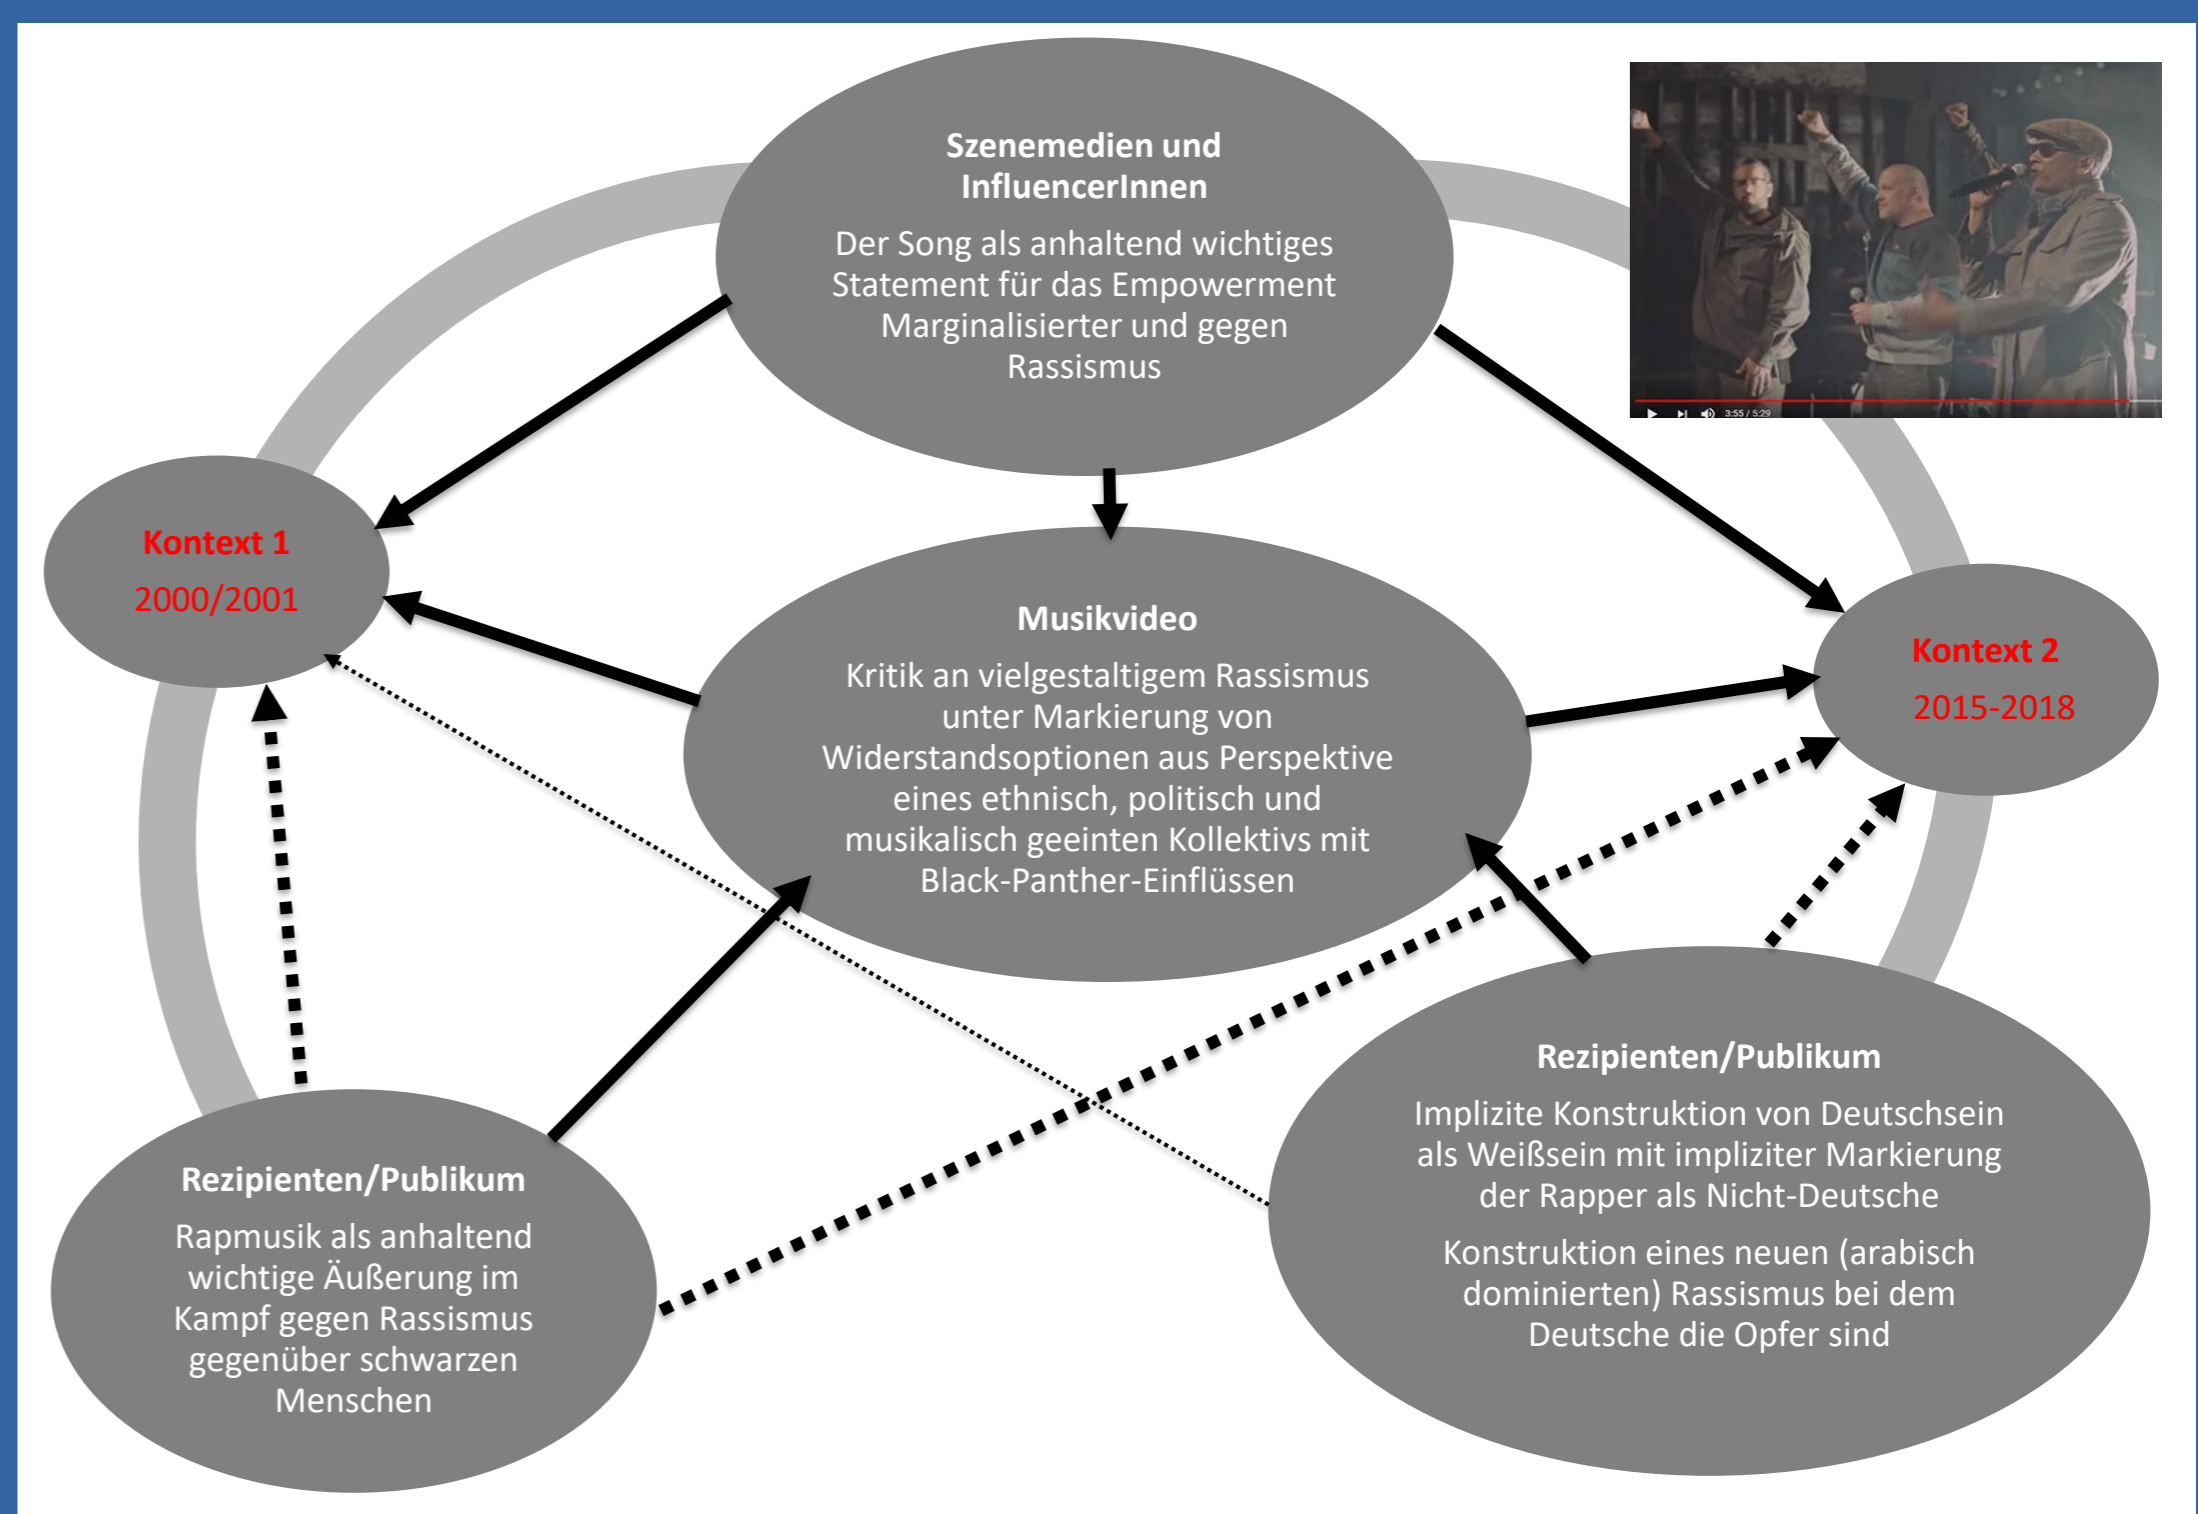 Szenemedien und
InfluencerInnen
Der Song als anhaltend wichtiges
Statement für das Empowerment
Marginalisierter und gegen
Rassismus
3:55 / 5:29
Kontext 1
2000/2001
Musikvideo
Kritik an vielgestaltigem Rassismus
unter Markierung von
Widerstandsoptionen aus Perspektive
eines ethnisch, politisch und
musikalisch geeinten Kollektivs mit
Black-Panther-Einflüssen
Kontext 2
2015-2018
Rezipienten/Publikum
Rapmusik als anhaltend
wichtige Äußerung im
Kampf gegen Rassismus
gegenüber schwarzen
Menschen
Rezipienten/Publikum
Implizite Konstruktion von Deutschsein
als Weißsein mit impliziter Markierung
der Rapper als Nicht-Deutsche
Konstruktion eines neuen (arabisch
dominierten) Rassismus bei dem
Deutsche die Opfer sind